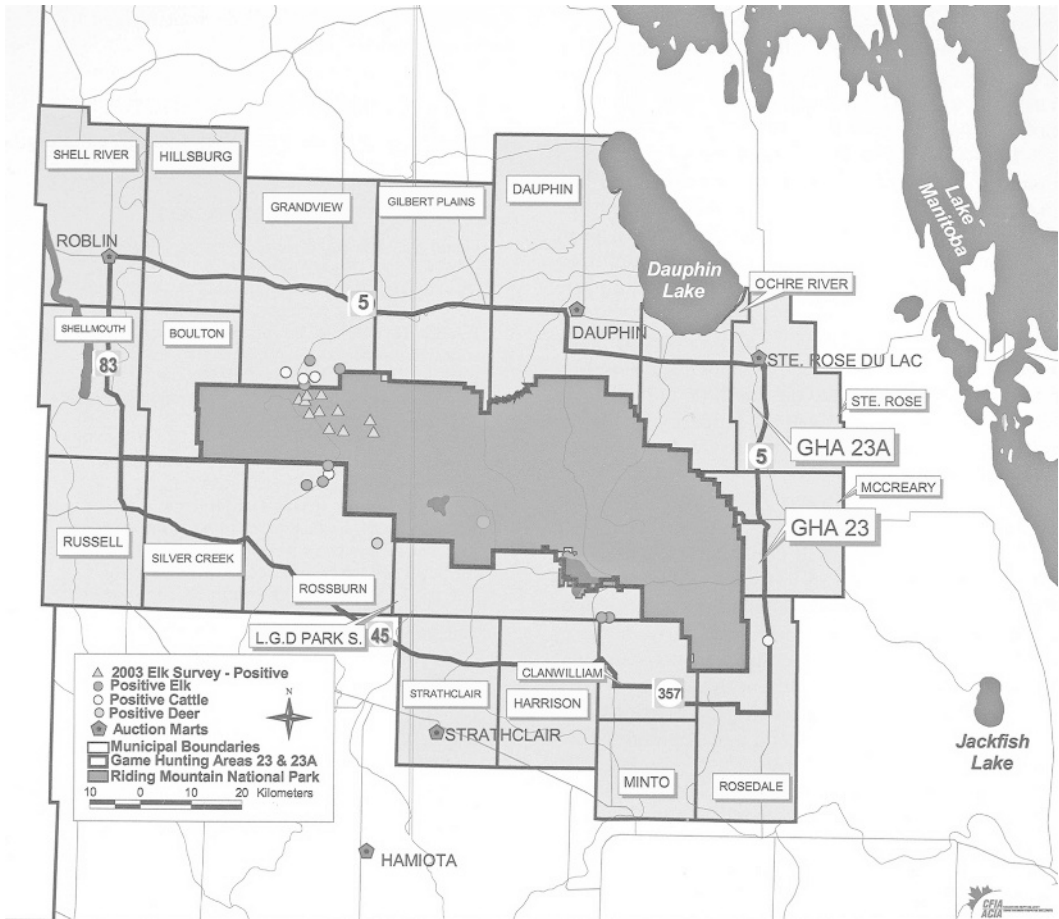 SHELL RIVER
HILLSBURG
GRANDVIEW
GILBERT PLAINS
DAUPHIN
Lake -
Manitoba
ROBLIN
Dauphin
Lake
OCHRE RIVER
5
DAUPHIN
SHELLMOUTH
BOULTON
83
STE. ROSE DU LAC
STE. ROSE
GHA 23A
5
MCCREARY
GHA 23
RUSSELL
SILVER CREEK
ROSSBURN
L.G.D PARK S.
45
CLANWILLIAM
STRATHCLAIR
HARRISON
357
STRATHCLAIR
MINTO
ROSEDALE
Jackfish
Lake
HAMIOTA
2003 Elk Survey - Positive
Positive Elk
Positive Cattle
Positive Deer
N
Auction Marts
Municipal Boundaries
Game Hunting Areas 23 & 23A
Riding Mountain National Park
10 0 10 20 Kilometers
CFIA
ACIA